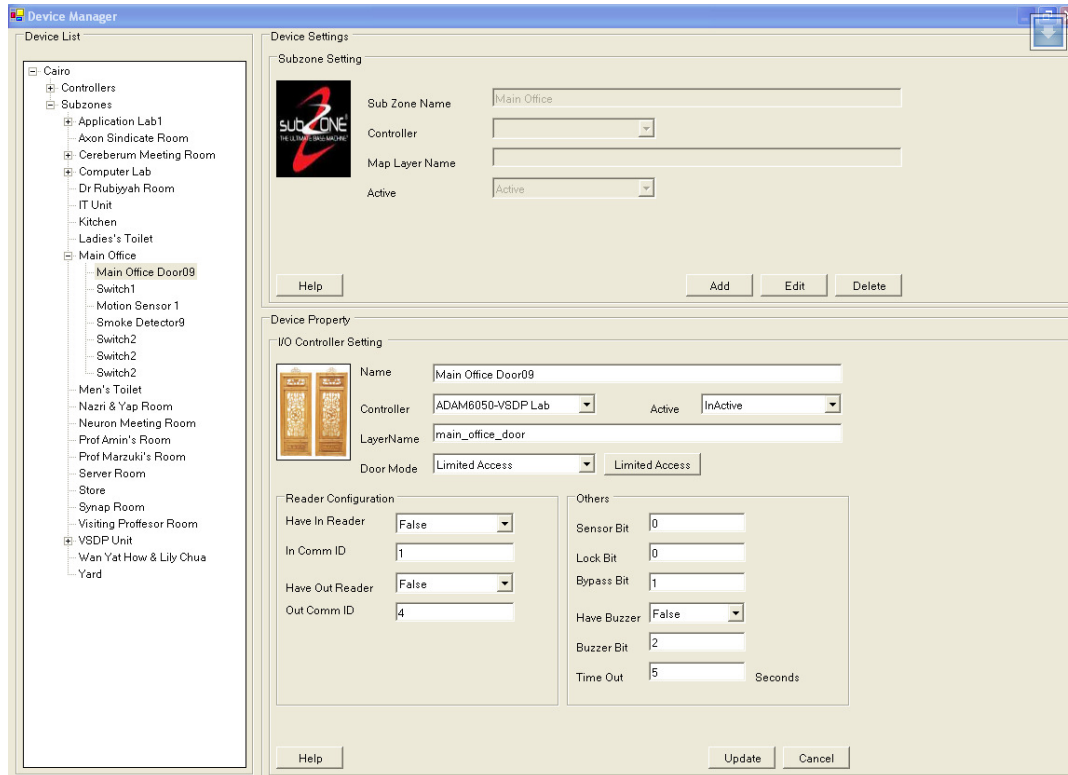 Device Manager
Device List
Cairo
Controllers
Subzones
Application Lab1
Axon Sindicate Room
Cereberum Meeting Room
Computer Lab
Dr Rubiyyah Room
IT Unit
Kitchen
Ladies's Toilet
Main Office
Main Office Door09
Switch1
Motion Sensor 1
Smoke Detector9
Switch2
Switch2
Switch2
Men's Toilet
Nazri & Yap Room
Neuron Meeting Room
Prof Amin's Room
Prof Marzuki's Room
Server Room
Store
Synap Room
Visiting Proffesor Room
VSDP Unit
Wan Yat How & Lily Chua
Yard
Device Settings
Subzone Setting
SUBZONE
THE ULTIMATE BASE MACHINE
Sub Zone Name Main Office
Controller
Map Layer Name
Active Active
Help Add Edit Delete
Device Property
I/O Controller Setting
Name Main Office Door09
Controller ADAM6050-VSDP Lab Active InActive
LayerName main_office_door
Door Mode Limited Access Limited Access
Reader Configuration
Have In Reader False
In Comm ID 1
Have Out Reader False
Out Comm ID 4
Others
Sensor Bit 0
Lock Bit 0
Bypass Bit 1
Have Buzzer False
Buzzer Bit 2
Time Out 5 Seconds
Help Update Cancel